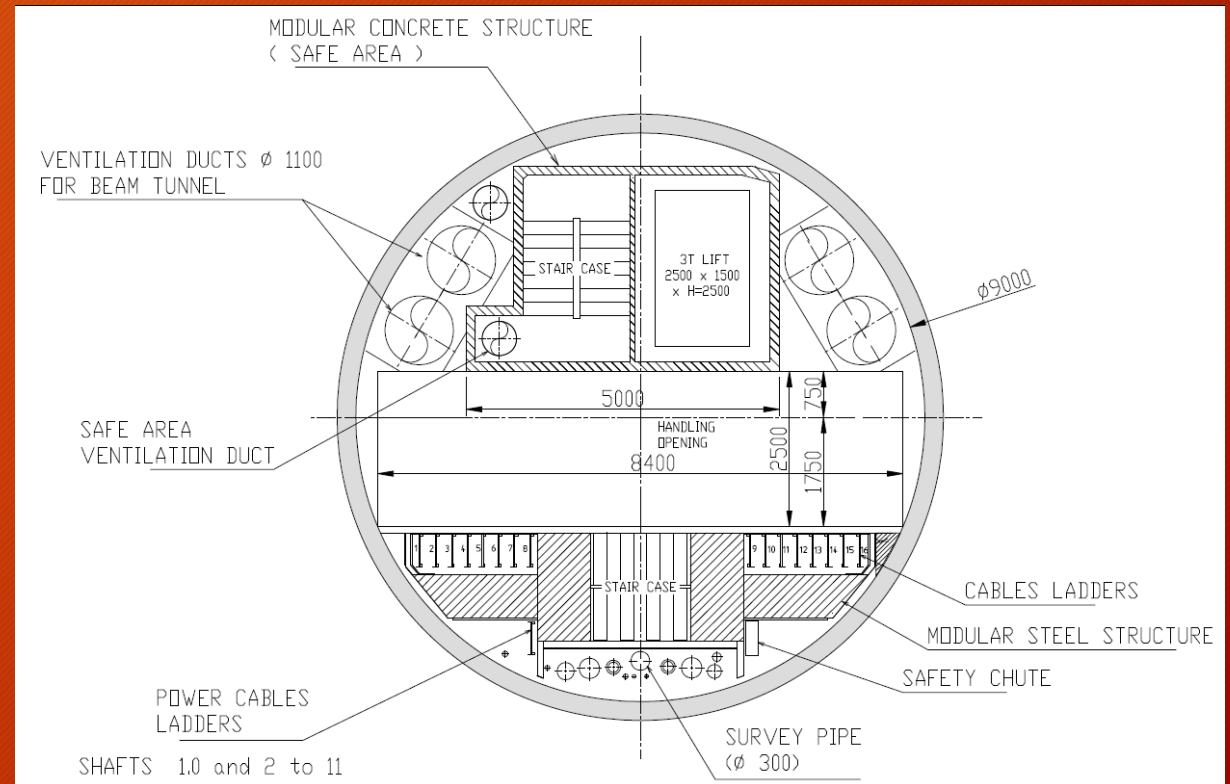 MODULAR CONCRETE STRUCTURE
( SAFE AREA )
VENTILATION DUCTS Ø 1100
FOR BEAM TUNNEL
STAIR CASE
3T LIFT
2500 x 1500
x H=2500
Ø9000
5000
750
HANDLING
OPENING
2500
1750
8400
SAFE AREA
VENTILATION DUCT
1 2 3 4 5 6 7 8
9 10 11 12 13 14 15 16
STAIR CASE
CABLES LADDERS
MODULAR STEEL STRUCTURE
SAFETY CHUTE
POWER CABLES
LADDERS
SURVEY PIPE
(Ø 300)
SHAFTS 1.0 and 2 to 11